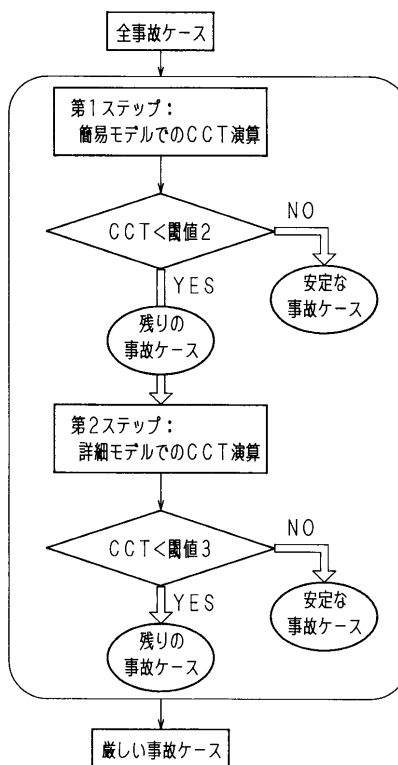 全事故ケース
第1ステップ：
簡易モデルでのCCT演算
CCT<閾値2
NO
YES
安定な
事故ケース
残りの
事故ケース
第2ステップ：
詳細モデルでのCCT演算
CCT<閾値3
NO
YES
安定な
事故ケース
残りの
事故ケース
厳しい事故ケース